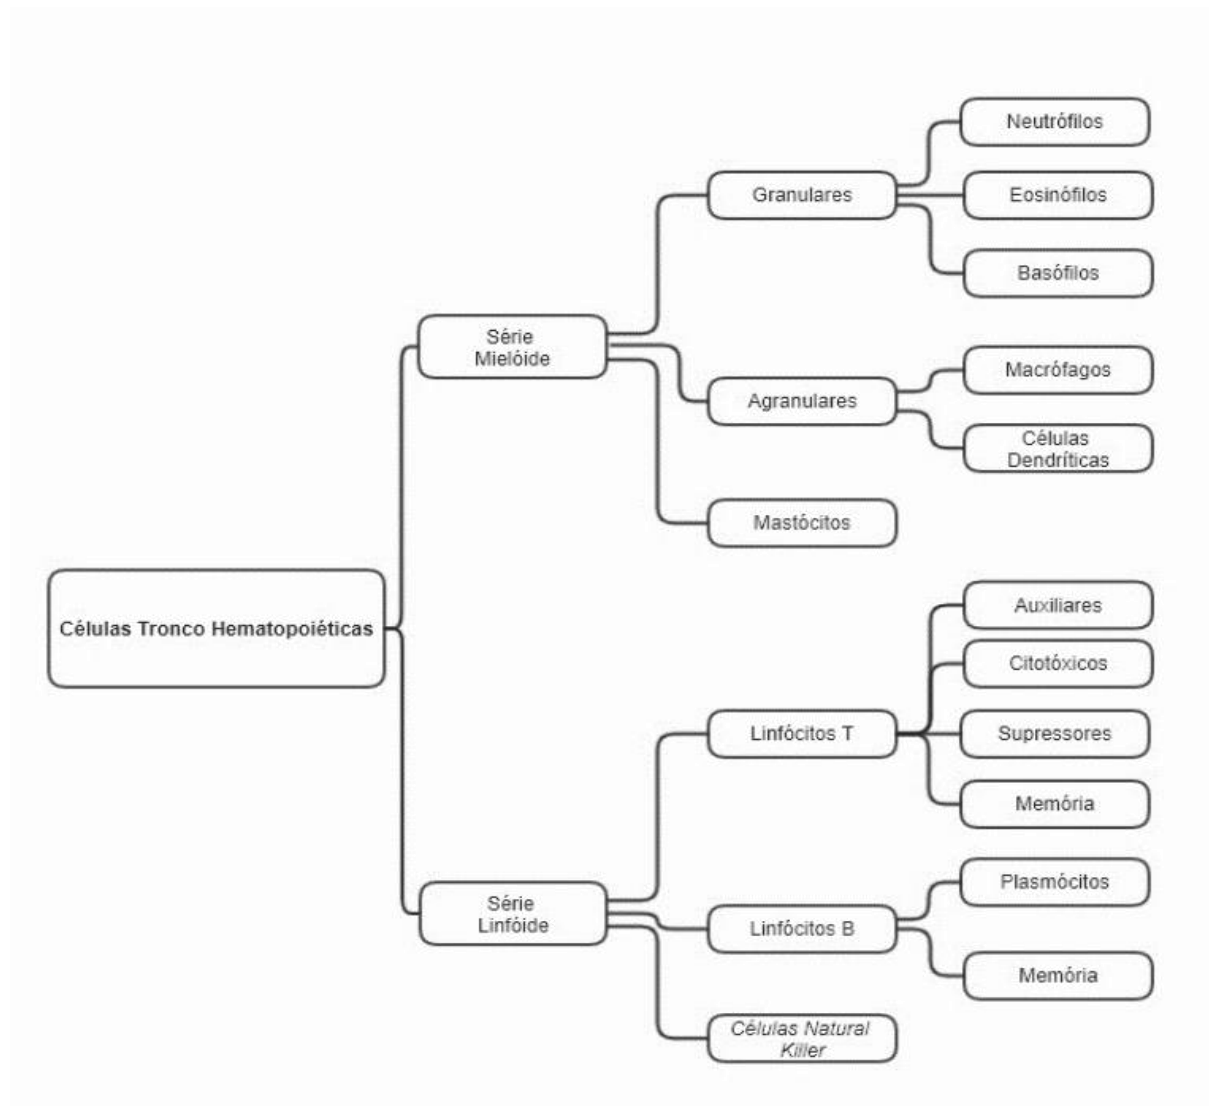 Neutrófilos
Granulares
Eosinófilos
Basófilos
Série
Mielóide
Macrófagos
Agranulares
Células
Dendríticas
Mastócitos
Células Tronco Hematopoiéticas
Auxiliares
Citotóxicos
Linfócitos T
Supressores
Memória
Plasmócitos
Série
Linfóide
Linfócitos B
Memória
Células Natural
Killer